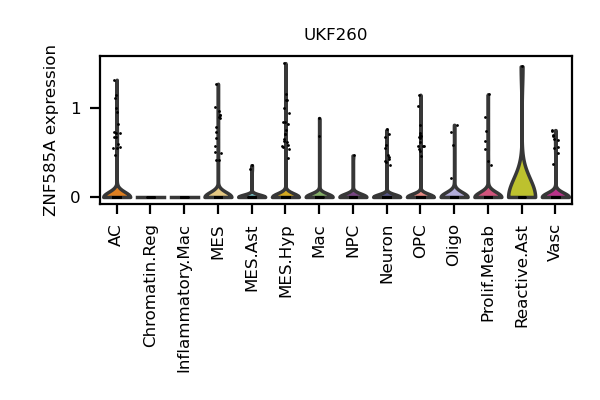 UKF260
ZNF585A expression
1
0
AC
Chromatin.Reg
Inflammatory.Mac
MES
MES.Ast
MES.Hyp
Mac
NPC
Neuron
OPC
Oligo
Prolif.Metab
Reactive.Ast
Vasc